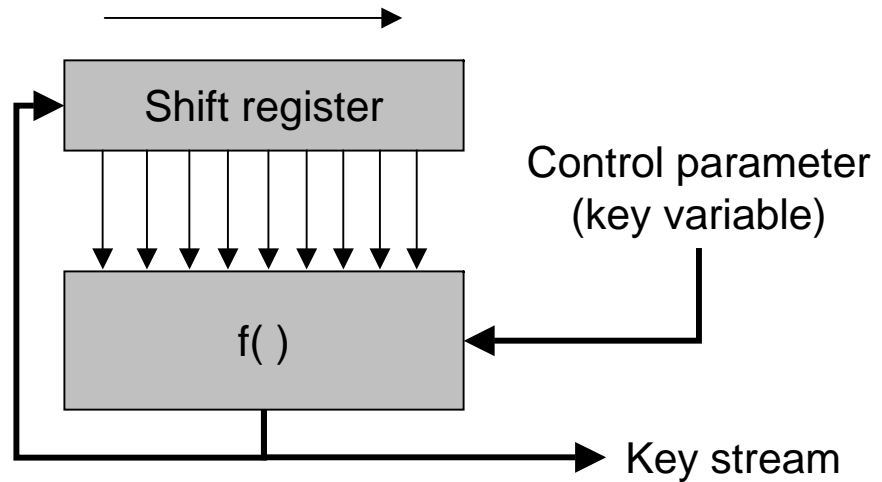 Shift register
Control parameter
(key variable)
f( )
Key stream